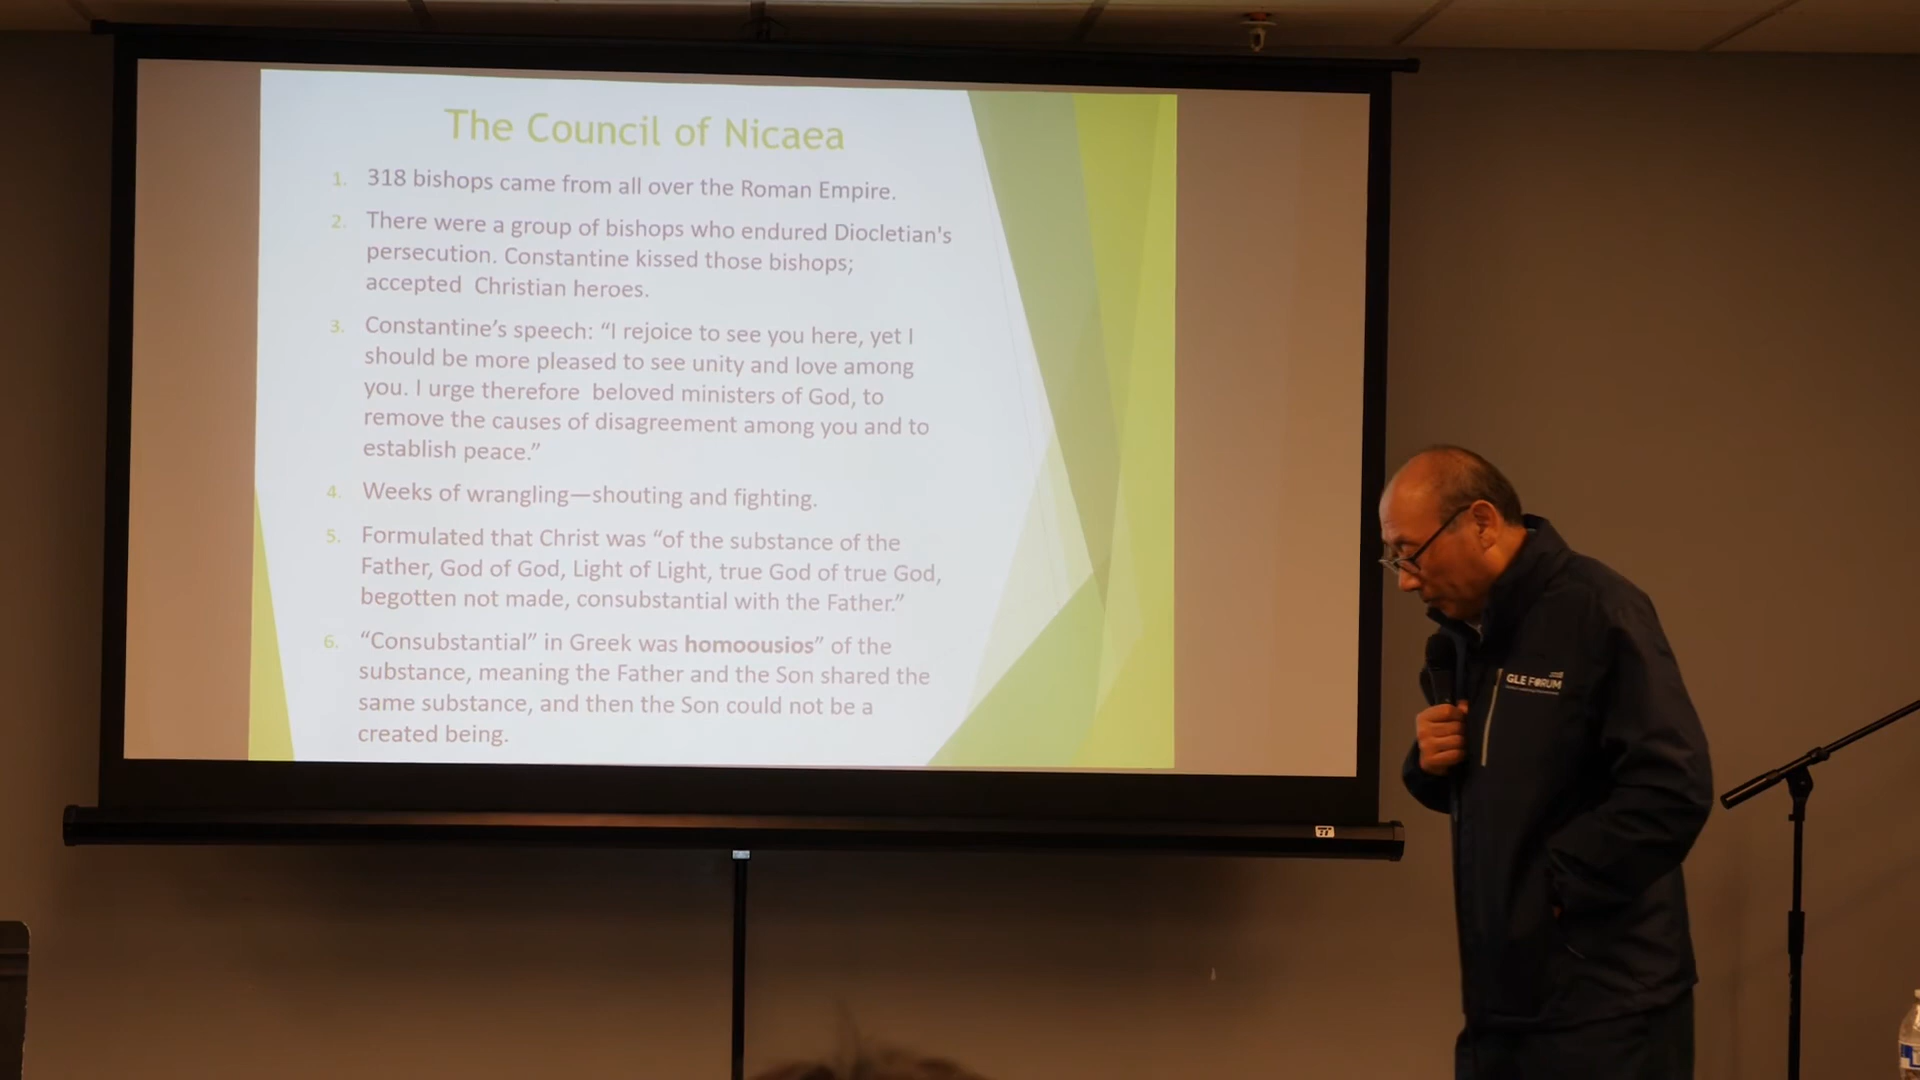 The Council of Nicaea
1. 318 bishops came from all over the Roman Empire.
2. There were a group of bishops who endured Diocletian's
persecution. Constantine kissed those bishops;
accepted  Christian heroes.
3. Constantine’s speech: “I rejoice to see you here, yet I
should be more pleased to see unity and love among
you. I urge therefore  beloved ministers of God, to
remove the causes of disagreement among you and to
establish peace.”
4. Weeks of wrangling—shouting and fighting.
5. Formulated that Christ was “of the substance of the
Father, God of God, Light of Light, true God of true God,
begotten not made, consubstantial with the Father.”
6. “Consubstantial” in Greek was homoousios” of the
substance, meaning the Father and the Son shared the
same substance, and then the Son could not be a
created being.
GLE FORUM